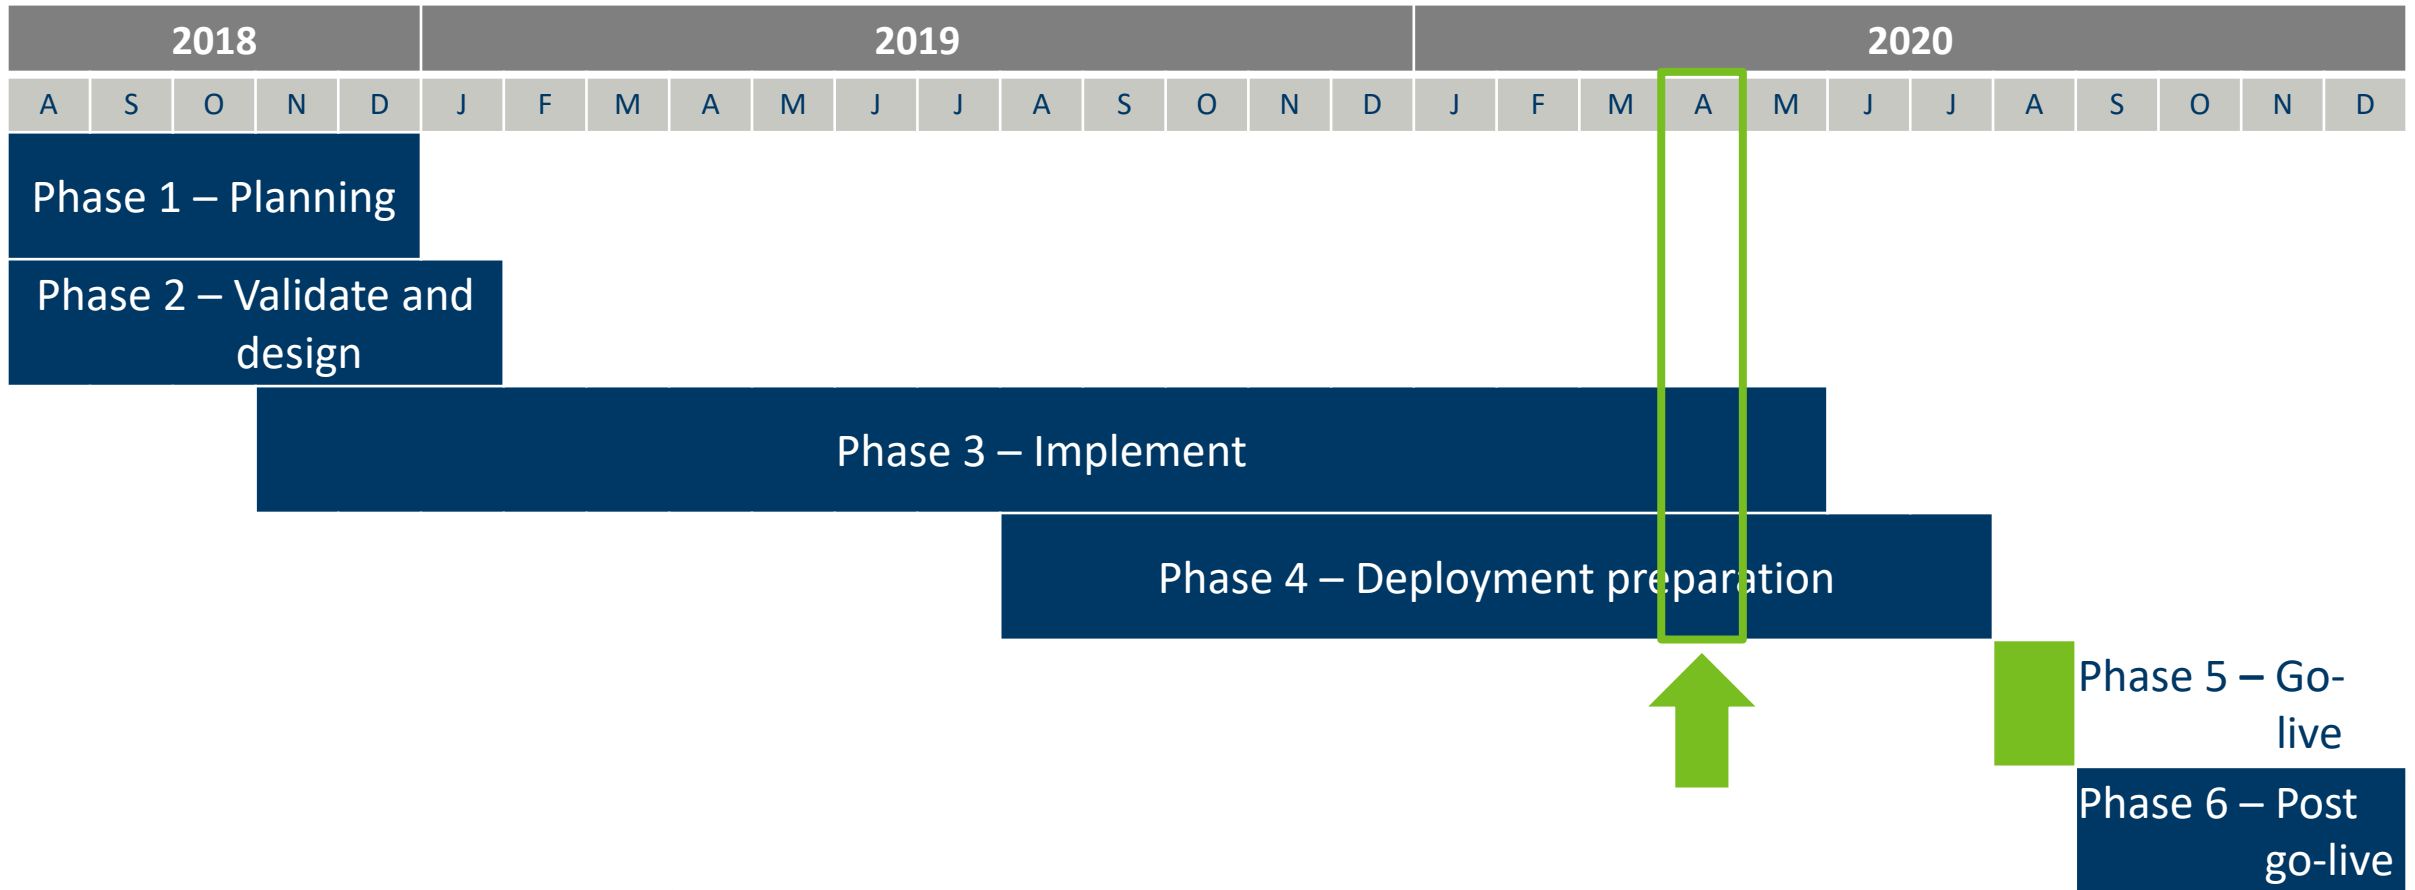 2018 2019 2020
A S O N D J F M A M J J A S O N D J F M A M J J A S O N D
Phase 1 – Planning
Phase 2 – Validate and
design
Phase 3 – Implement
Phase 4 – Deployment preparation
Phase 5 – Go-
live
Phase 6 – Post
go-live